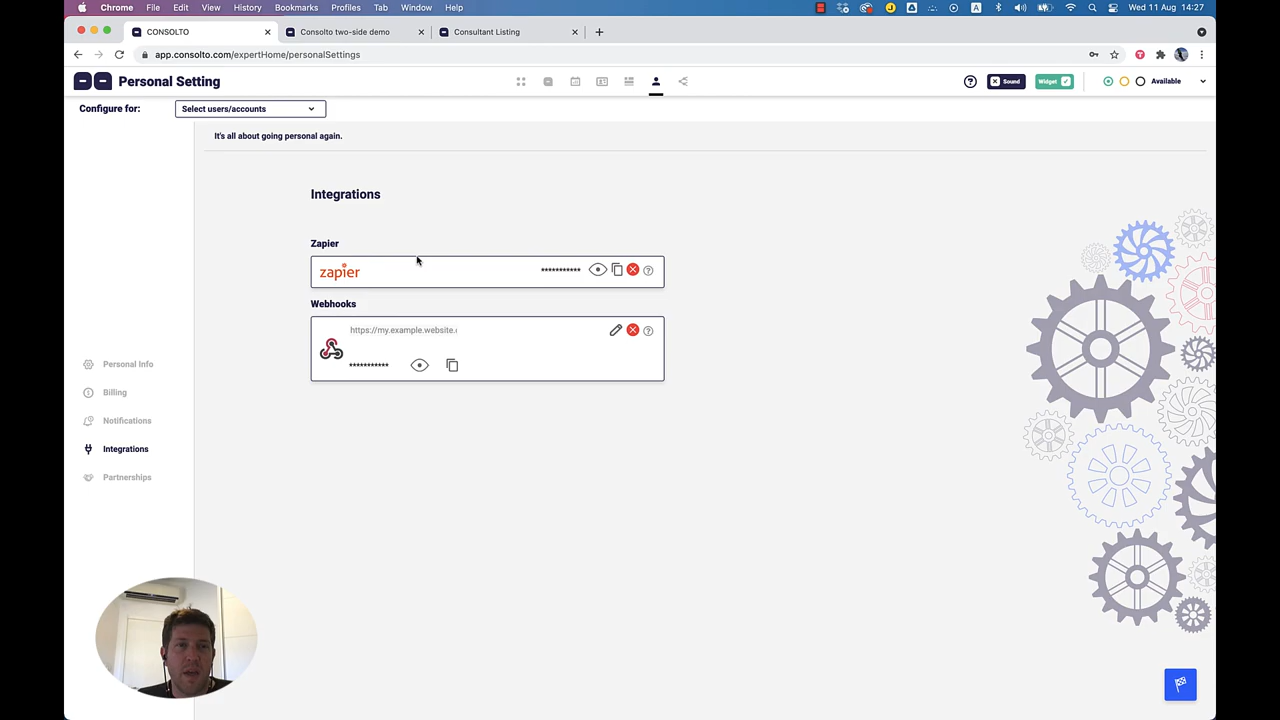 Chrome File Edit View History Bookmarks Profiles Tab Window Help
Wed 11 Aug 14:27
CONSOLTO
Consolto two-side demo
Consultant Listing
app.consolto.com/expertHome/personalSettings
Personal Setting
Sound
Widget
Available
Configure for:
Select users/accounts
It's all about going personal again.
Integrations
Zapier
zapier
***********
Webhooks
https://my.example.website.
***********
Personal Info
Billing
Notifications
Integrations
Partnerships